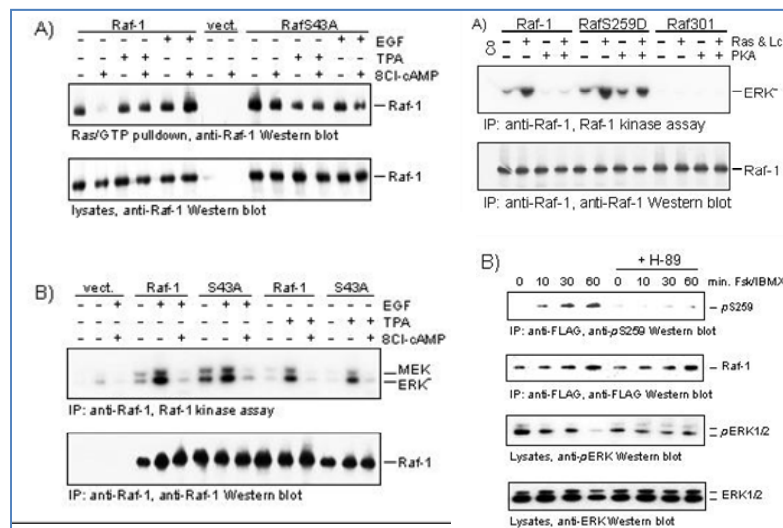 A)
Raf-1 vect. RafS43A
- - - - + + - - - - - - + + EGF
- - + + - - - - - - + + - - TPA
- + - + - + - + - + - + - + 8Cl-cAMP
Raf-1
Ras/GTP pulldown, anti-Raf-1 Western blot
Raf-1
lysates, anti-Raf-1 Western blot
B)
vect. Raf-1 S43A Raf-1 S43A
EGF
TPA
8Cl-cAMP
MEK
ERK-
IP: anti-Raf-1, Raf-1 kinase assay
Raf-1
IP: anti-Raf-1, anti-Raf-1 Western blot
A)
Raf-1 RafS259D Raf301
Ras & Lc
PKA
ERK-
IP: anti-Raf-1, Raf-1 kinase assay
Raf-1
IP: anti-Raf-1, anti-Raf-1 Western blot
B)
+ H-89
0 10 30 60 0 10 30 60 min. Fsk/IBMX
pS259
IP: anti-FLAG, anti-pS259 Western blot
Raf-1
IP: anti-FLAG, anti-FLAG Western blot
pERK1/2
Lysates, anti-pERK Western blot
ERK1/2
Lysates, anti-ERK Western blot